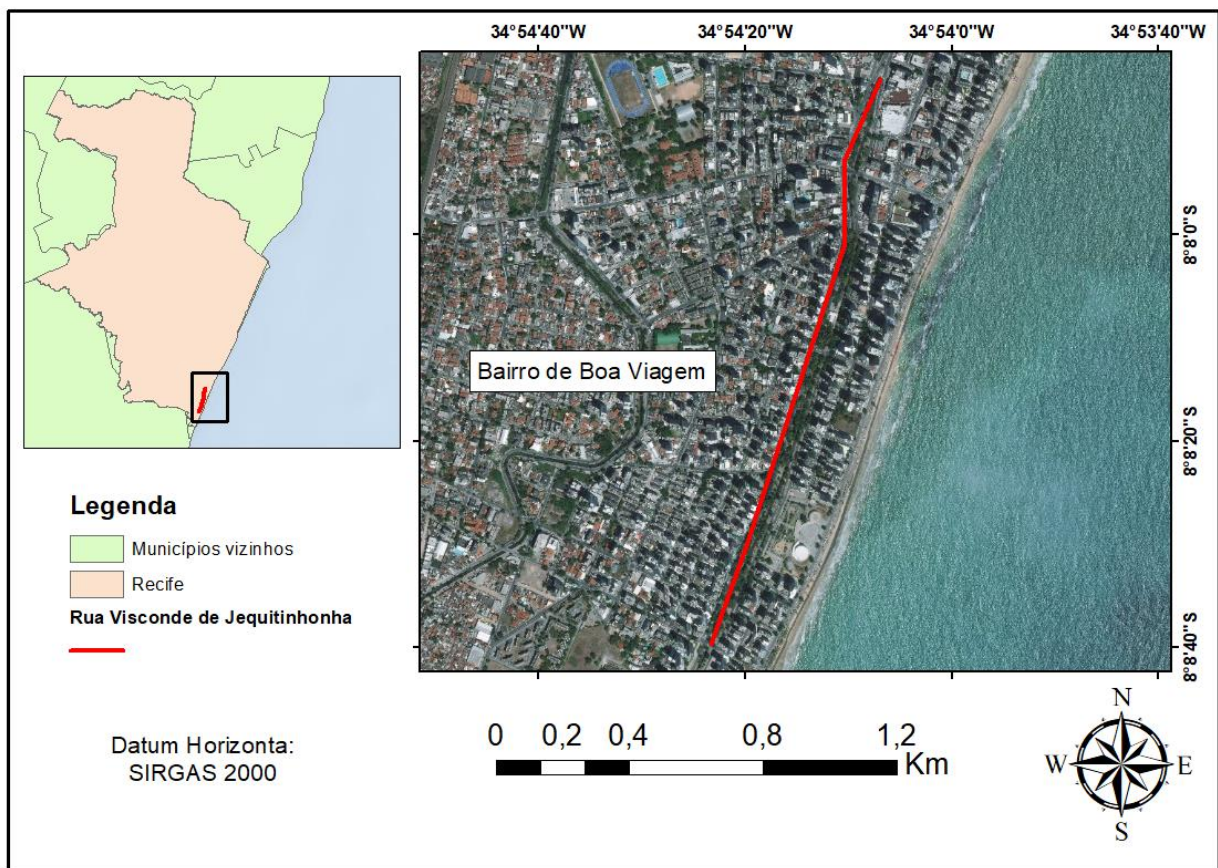 34°54'40"W 34°54'20"W 34°54'0"W 34°53'40"W
8°8'0"S
8°8'20"S
8°8'40"S
Bairro de Boa Viagem
Legenda
Municípios vizinhos
Recife
Rua Visconde de Jequitinhonha
Datum Horizonta:
SIRGAS 2000
0 0,2 0,4 0,8 1,2
Km
N
W E
S